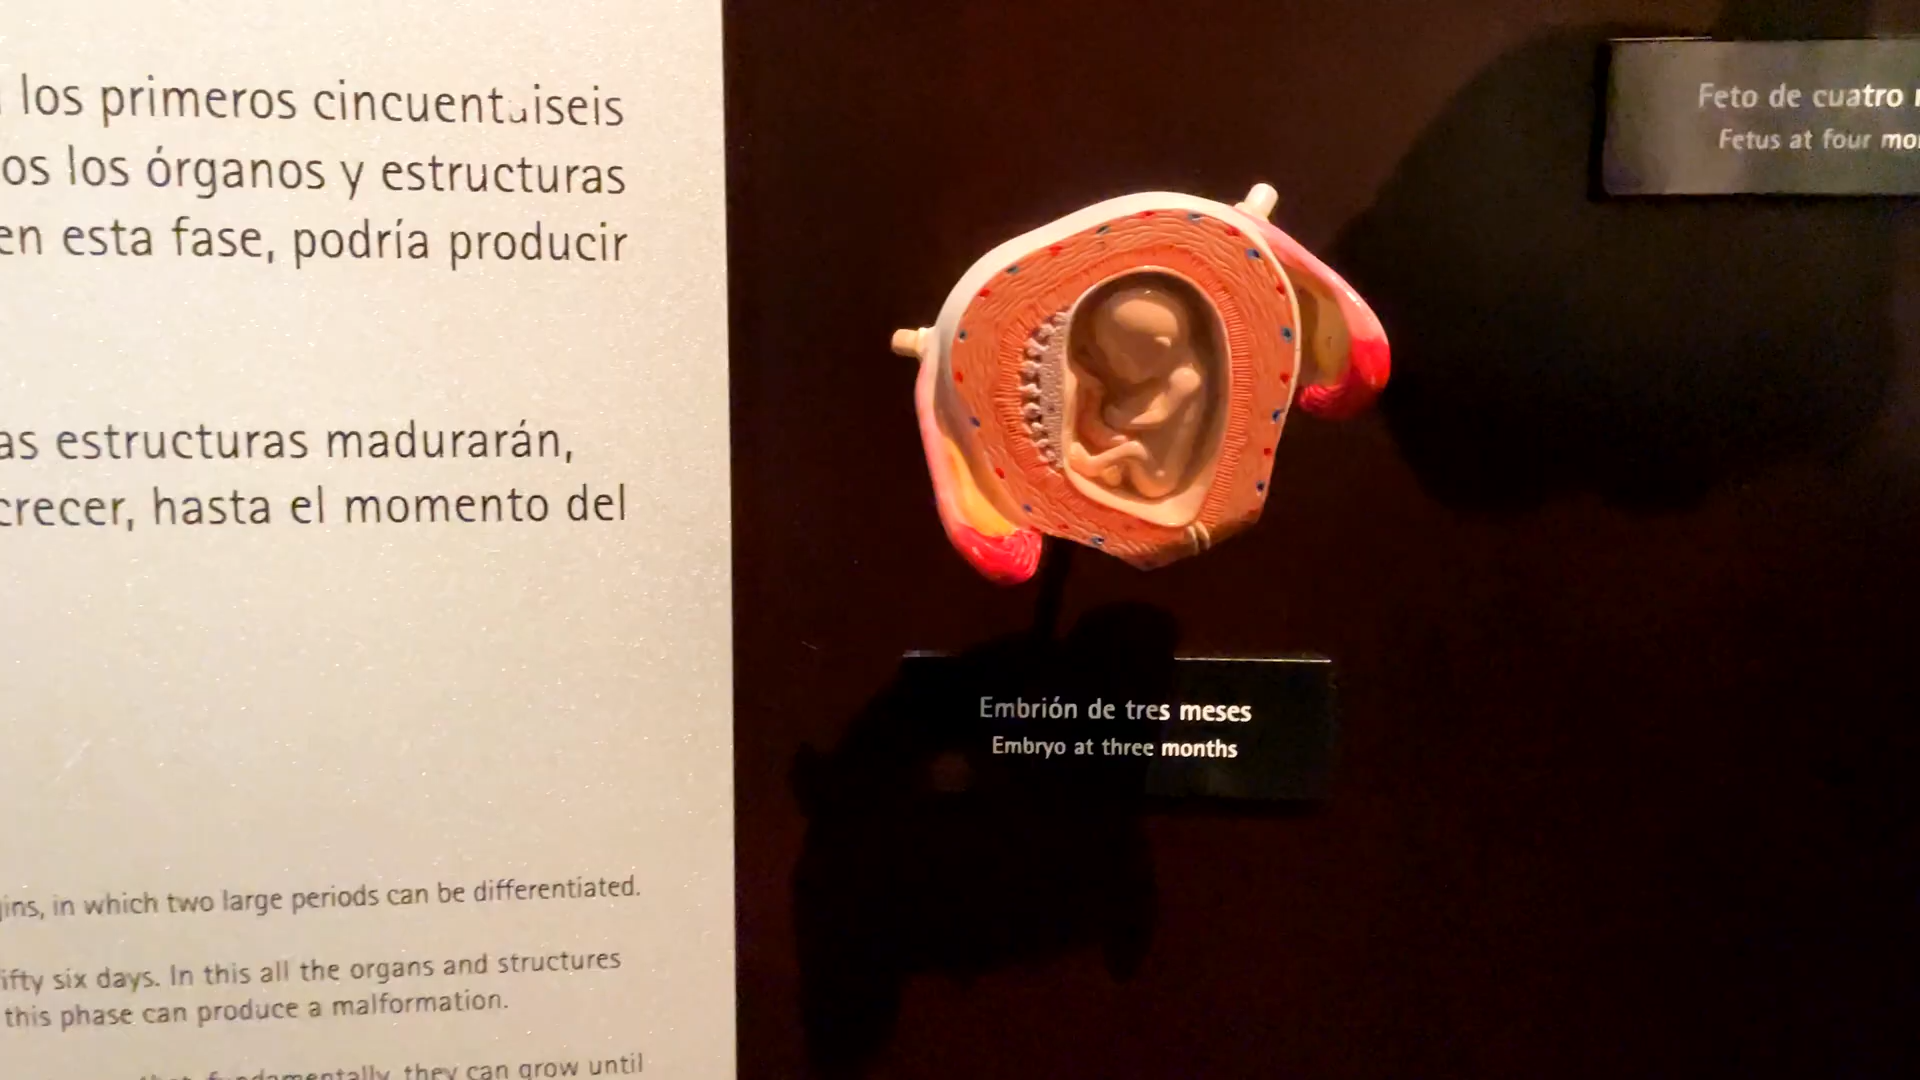 los primeros cincuentaiseis
os los órganos y estructuras
en esta fase, podría producir
as estructuras madurarán,
crecer, hasta el momento del
gins, in which two large periods can be differentiated.
ifty six days. In this all the organs and structures
this phase can produce a malformation.
fundamentally, they can grow until
Embrión de tres meses
Embryo at three months
Feto de cuatro
Fetus at four